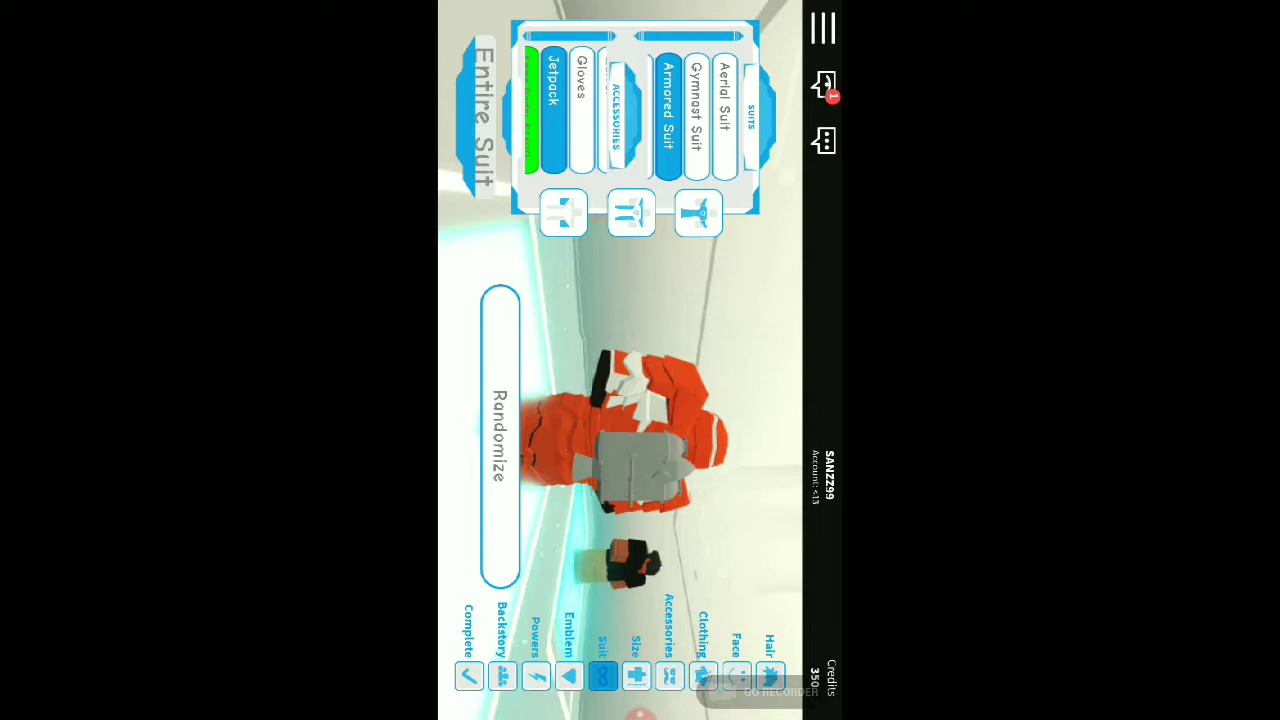 1
SANZZ99
Account: <13
Credits
350
SUITS
Aerial Suit
Gymnast Suit
Armored Suit
ACCESSORIES
Gloves
Jetpack
Entire Suit
Randomize
Hair
Face
Clothing
Accessories
Size
Suit
Emblem
Powers
Backstory
Complete
GO RECORDER